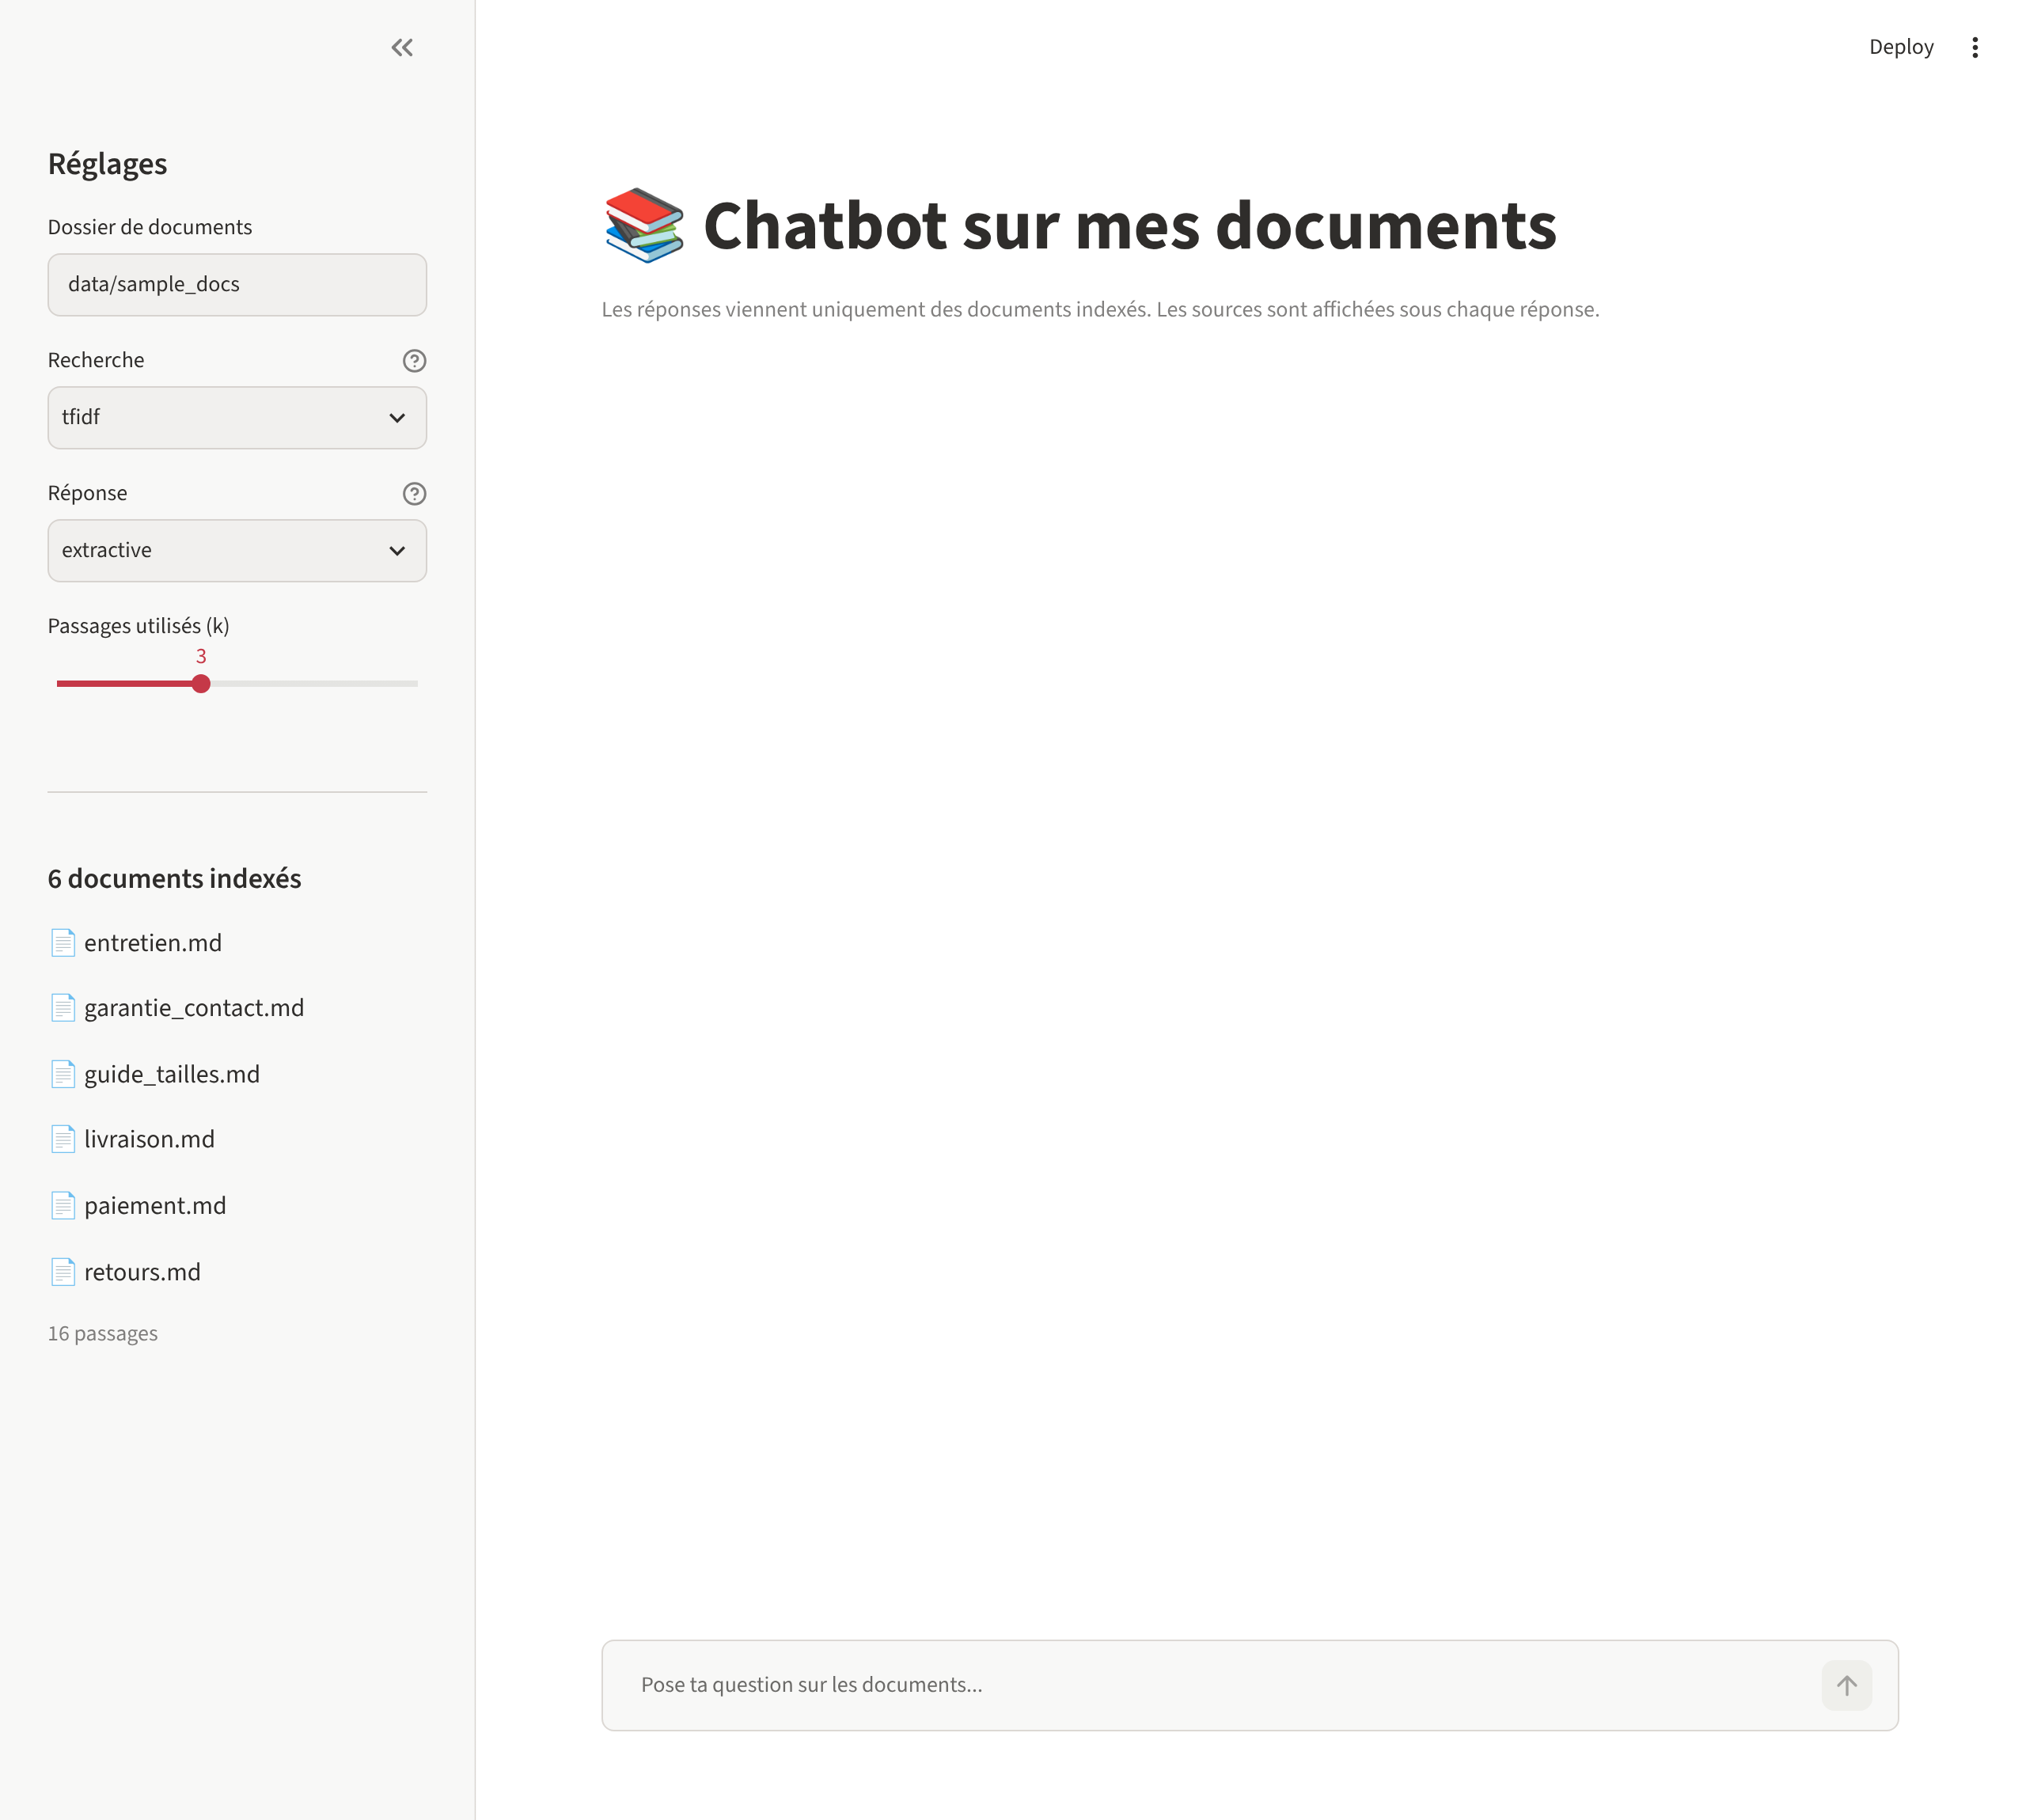 Deploy
Réglages
Dossier de documents
data/sample_docs
Recherche
tfidf
Réponse
extractive
Passages utilisés (k)
3
6 documents indexés
entretien.md
garantie_contact.md
guide_tailles.md
livraison.md
paiement.md
retours.md
16 passages
Chatbot sur mes documents
Les réponses viennent uniquement des documents indexés. Les sources sont affichées sous chaque réponse.
Pose ta question sur les documents...